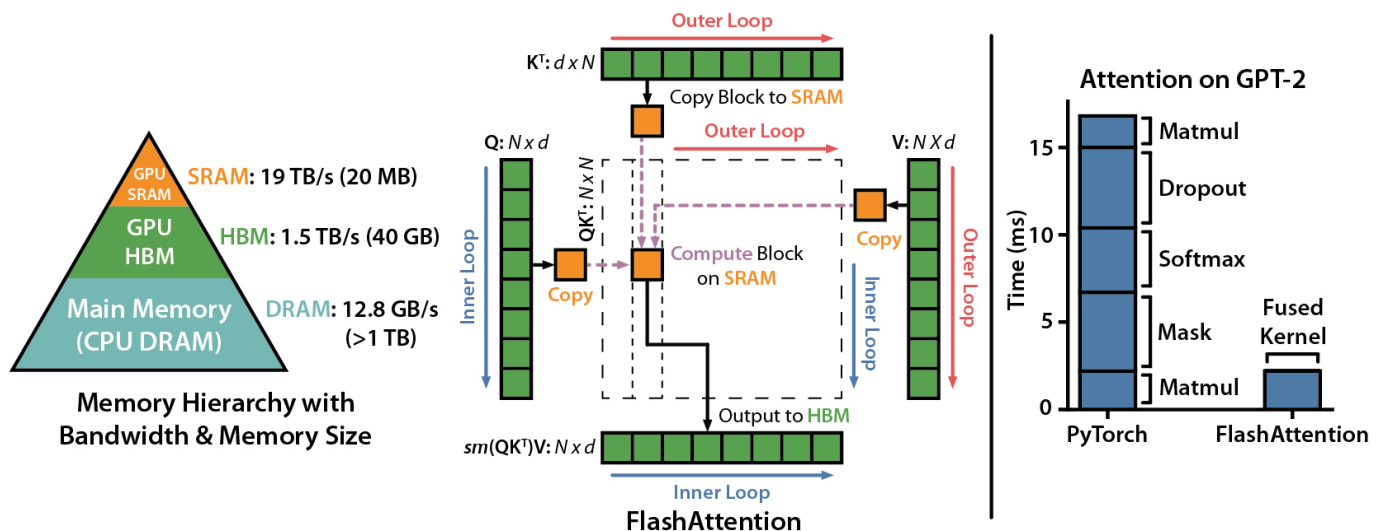 GPU
SRAM
GPU
HBM
Main Memory
(CPU DRAM)
SRAM: 19 TB/s (20 MB)
HBM: 1.5 TB/s (40 GB)
DRAM: 12.8 GB/s
(>1 TB)
Memory Hierarchy with
Bandwidth & Memory Size
Outer Loop
Kᵀ: d x N
Copy Block to SRAM
Outer Loop
Q: N x d
V: N X d
QKᵀ: N x N
Inner Loop
Copy
Compute Block
on SRAM
Copy
Inner Loop
Outer Loop
Output to HBM
sm(QKᵀ)V: N x d
Inner Loop
FlashAttention
Attention on GPT-2
Time (ms)
15
10
5
0
Matmul
Dropout
Softmax
Mask
Matmul
Fused
Kernel
PyTorch
FlashAttention